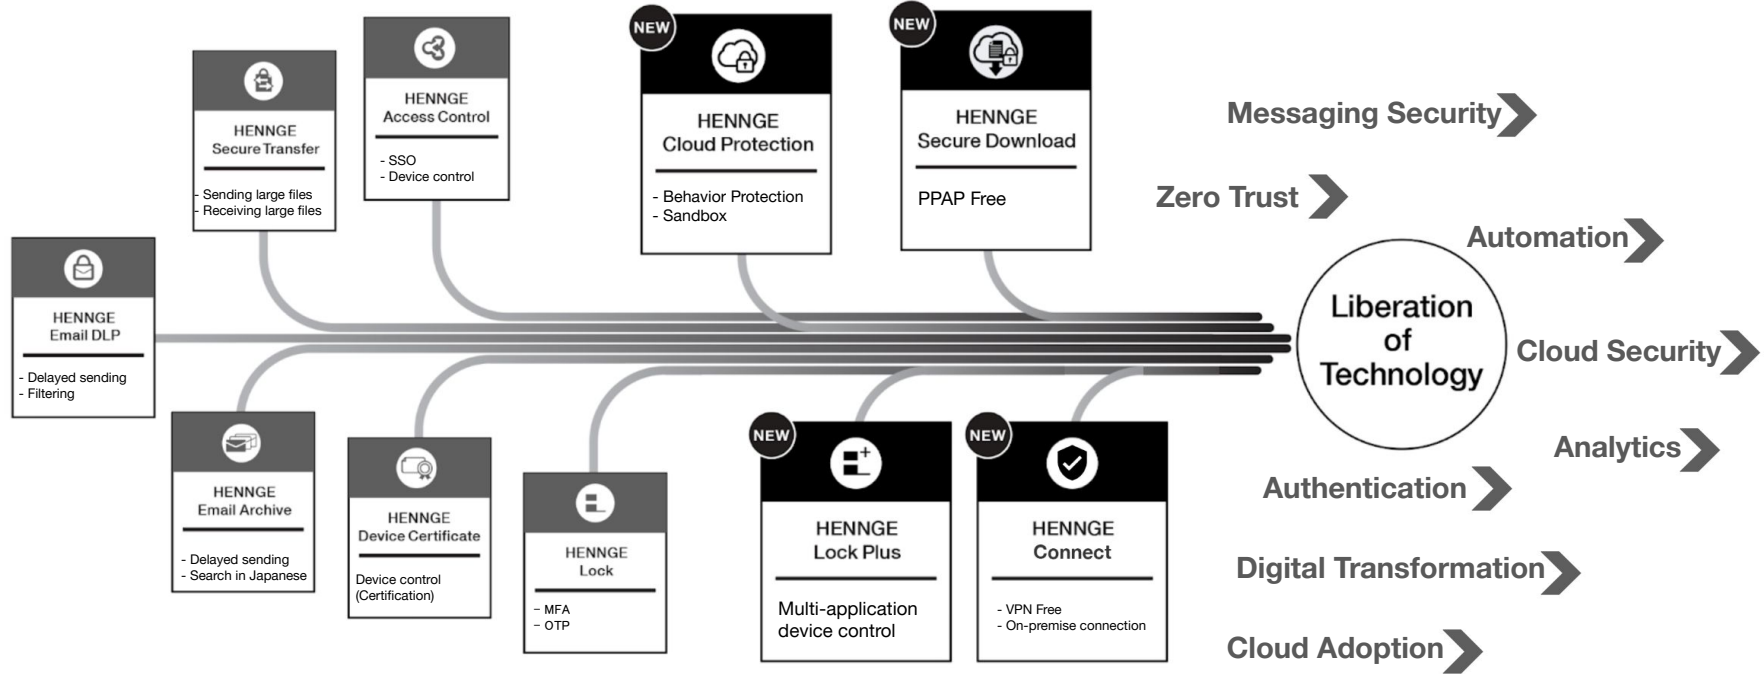 HENNGE
Secure Transfer
- Sending large files
- Receiving large files
HENNGE
Access Control
- SSO
- Device control
NEW
HENNGE
Cloud Protection
- Behavior Protection
- Sandbox
NEW
HENNGE
Secure Download
PPAP Free
HENNGE
Email DLP
- Delayed sending
- Filtering
HENNGE
Email Archive
- Delayed sending
- Search in Japanese
HENNGE
Device Certificate
Device control
(Certification)
HENNGE
Lock
- MFA
- OTP
NEW
HENNGE
Lock Plus
Multi-application
device control
NEW
HENNGE
Connect
- VPN Free
- On-premise connection
Liberation
of
Technology
Messaging Security
Zero Trust
Automation
Cloud Security
Analytics
Authentication
Digital Transformation
Cloud Adoption